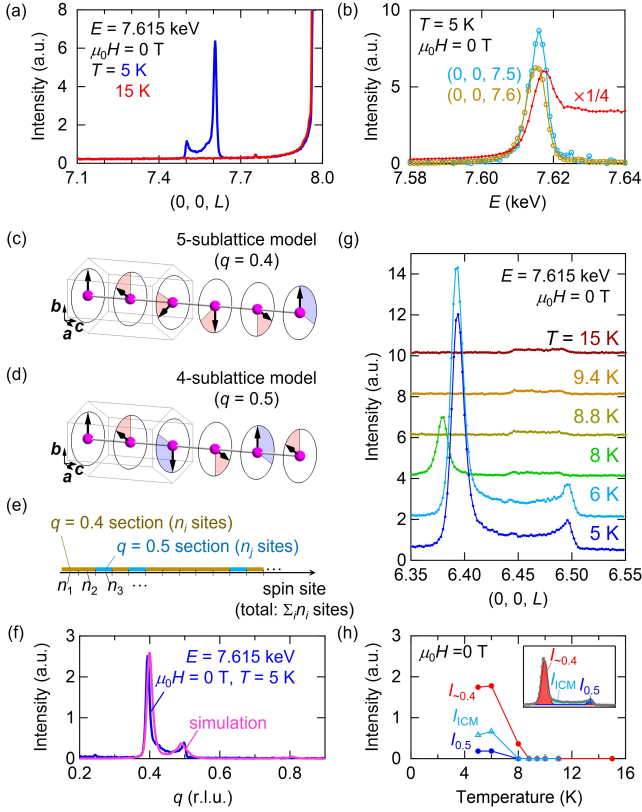 (a)
E = 7.615 keV
μ₀H = 0 T
T = 5 K
15 K
Intensity (a.u.)
8
6
4
2
0
7.1
7.4
7.7
8.0
(0, 0, L)
(b)
T = 5 K
μ₀H = 0 T
(0, 0, 7.5)
(0, 0, 7.6)
×1/4
Intensity (a.u.)
10
5
0
7.58
7.60
7.62
7.64
E (keV)
(c)
5-sublattice model
(q = 0.4)
b
a
c
(d)
4-sublattice model
(q = 0.5)
b
a
c
(e)
q = 0.4 section (nᵢ sites)
q = 0.5 section (nᵢ sites)
n₁ n₂ n₃ ···
···
spin site
(total: Σᵢnᵢ sites)
(f)
E = 7.615 keV
μ₀H = 0 T, T = 5 K
simulation
Intensity (a.u.)
3
2
1
0
0.2
0.4
0.6
0.8
q (r.l.u.)
(g)
E = 7.615 keV
μ₀H = 0 T
T = 15 K
9.4 K
8.8 K
8 K
6 K
5 K
Intensity (a.u.)
14
12
10
8
6
4
2
0
6.35
6.40
6.45
6.50
6.55
(0, 0, L)
(h)
μ₀H = 0 T
I~0.4
IICM
I0.5
I~0.4
IICM
I0.5
Intensity (a.u.)
3
2
1
0
0
4
8
12
16
Temperature (K)